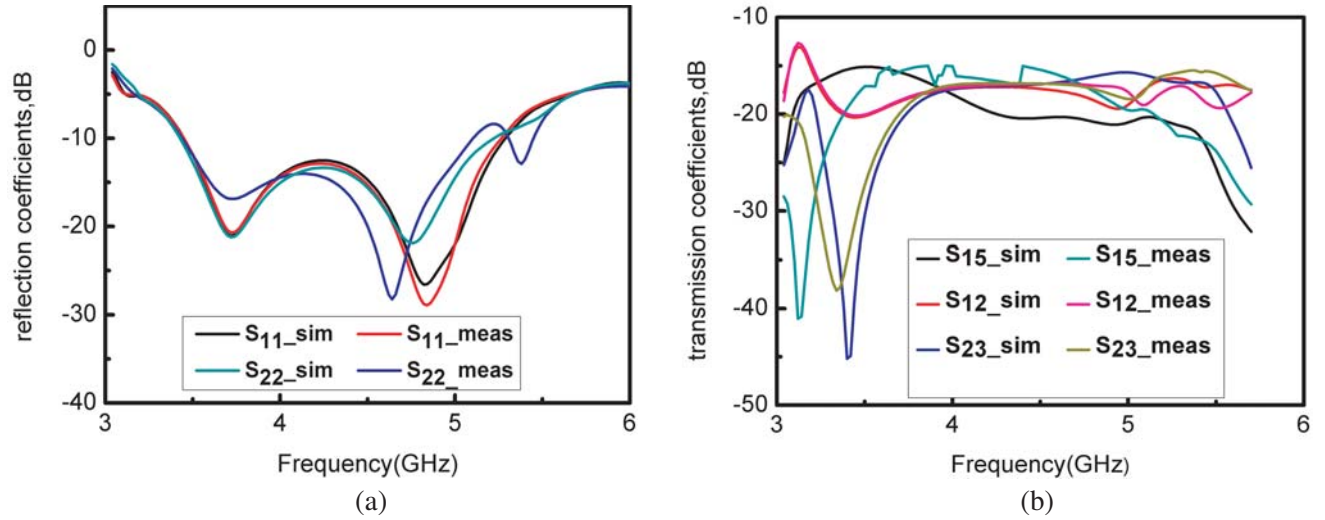 0
-10
-20
-30
-40
3 4 5 6
reflection coefficients,dB
Frequency(GHz)
S11_sim S11_meas
S22_sim S22_meas
(a)
-10
-20
-30
-40
-50
3 4 5 6
transmission coefficients,dB
Frequency(GHz)
S15_sim S15_meas
S12_sim S12_meas
S23_sim S23_meas
(b)